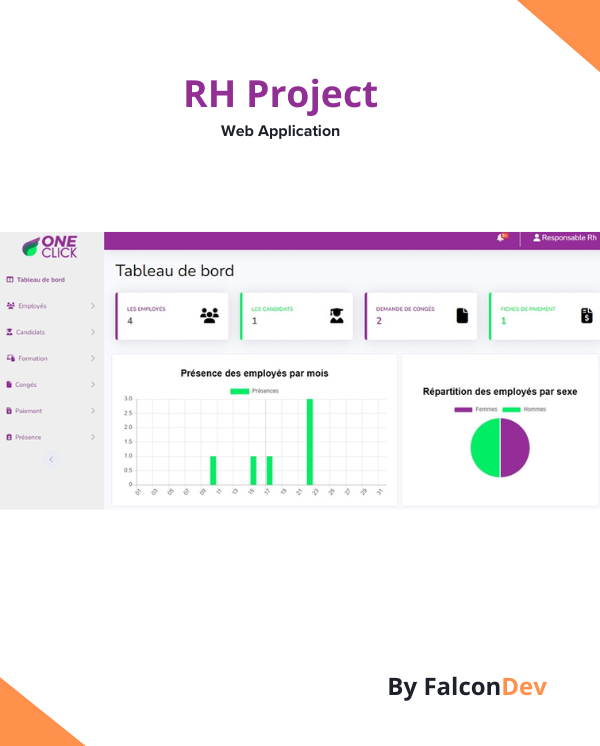 RH Project
Web Application
ONE
CLICK
Responsable Rh
Tableau de bord
Tableau de bord
Employés
Candidats
Formation
Congés
Paiement
Présence
LES EMPLOYÉS
4
LES CANDIDATS
1
DEMANDE DE CONGÉS
2
FICHES DE PAIEMENT
1
Présence des employés par mois
Présences
3.0
2.5
2.0
1.5
1.0
0.5
0
01 03 05 07 09 11 13 15 17 19 21 23 25 27 29 31
Répartition des employés par sexe
Femmes Hommes
By FalconDev